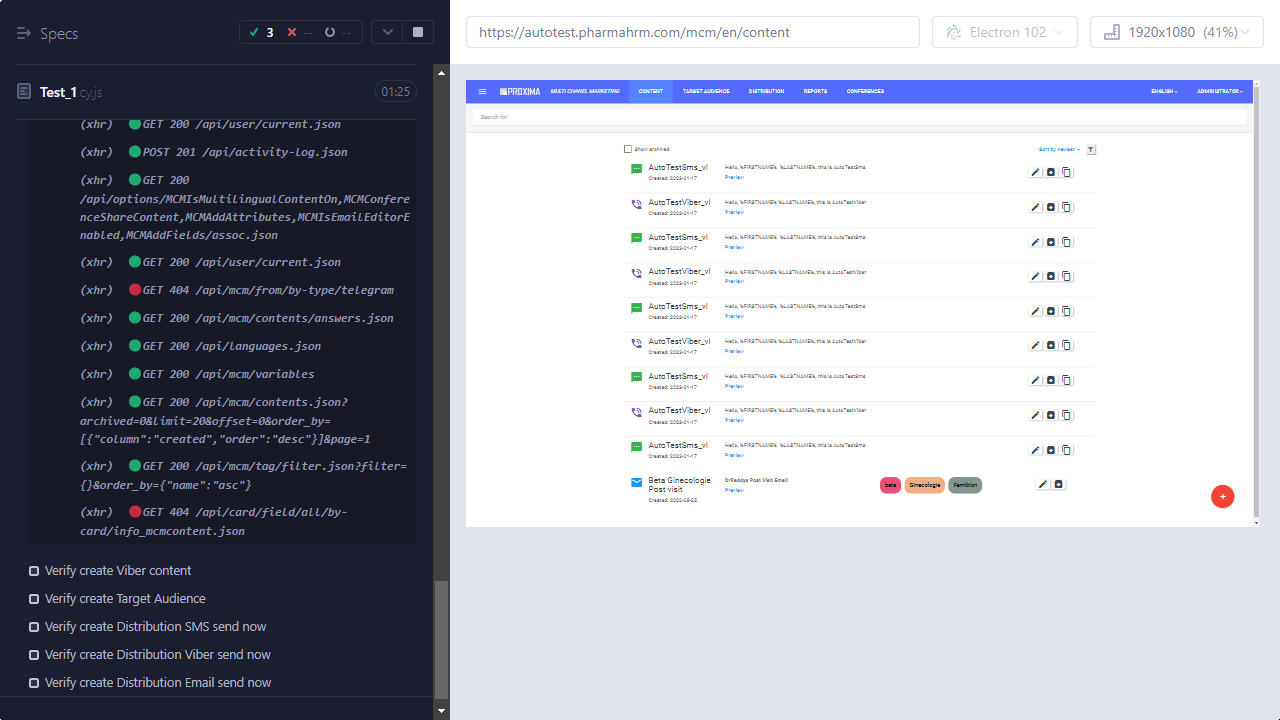 Specs
3
--
--
Test_1.cy.js
01:25
(xhr) GET 200 /api/user/current.json
(xhr) POST 201 /api/activity-log.json
(xhr) GET 200
/api/options/MCMIsMultilingualContentOn,MCMConfere
nceShareContent,MCMAddAttributes,MCMIsEmailEditorE
nabled,MCMAddFields/assoc.json
(xhr) GET 200 /api/user/current.json
(xhr) GET 404 /api/mcm/from/by-type/telegram
(xhr) GET 200 /api/mcm/contents/answers.json
(xhr) GET 200 /api/languages.json
(xhr) GET 200 /api/mcm/variables
(xhr) GET 200 /api/mcm/contents.json?
archived=0&limit=20&offset=0&order_by=
[{"column":"created","order":"desc"}]&page=1
(xhr) GET 200 /api/mcm/tag/filter.json?filter=
{}&order_by={"name":"asc"}
(xhr) GET 404 /api/card/field/all/by-
card/info_mcmcontent.json
Verify create Viber content
Verify create Target Audience
Verify create Distribution SMS send now
Verify create Distribution Viber send now
Verify create Distribution Email send now
https://autotest.pharmahrm.com/mcm/en/content
Electron 102
1920x1080 (41%)
PROXIMA
MULTI CHANEL MARKETING
CONTENT
TARGET AUDIENCE
DISTRIBUTION
REPORTS
CONFERENCES
ENGLISH
ADMINISTRATOR
Search for
Show archived
Sort by newest
AutoTestSms_v!
Hello, %FIRSTNAME% %LASTNAME%, this is AutoTestSms
Created: 2023-01-17
Preview
AutoTestViber_v!
Hello, %FIRSTNAME% %LASTNAME%, this is AutoTestViber
Created: 2023-01-17
Preview
AutoTestSms_v!
Hello, %FIRSTNAME% %LASTNAME%, this is AutoTestSms
Created: 2023-01-17
Preview
AutoTestViber_v!
Hello, %FIRSTNAME% %LASTNAME%, this is AutoTestViber
Created: 2023-01-17
Preview
AutoTestSms_v!
Hello, %FIRSTNAME% %LASTNAME%, this is AutoTestSms
Created: 2023-01-17
Preview
AutoTestViber_v!
Hello, %FIRSTNAME% %LASTNAME%, this is AutoTestViber
Created: 2023-01-17
Preview
AutoTestSms_v!
Hello, %FIRSTNAME% %LASTNAME%, this is AutoTestSms
Created: 2023-01-17
Preview
AutoTestViber_v!
Hello, %FIRSTNAME% %LASTNAME%, this is AutoTestViber
Created: 2023-01-17
Preview
AutoTestSms_v!
Hello, %FIRSTNAME% %LASTNAME%, this is AutoTestSms
Created: 2023-01-17
Preview
Beta Ginecologie
Post visit
DrReddys Post Visit Email
Preview
Created: 2022-08-25
beta
Ginecologie
Femibion